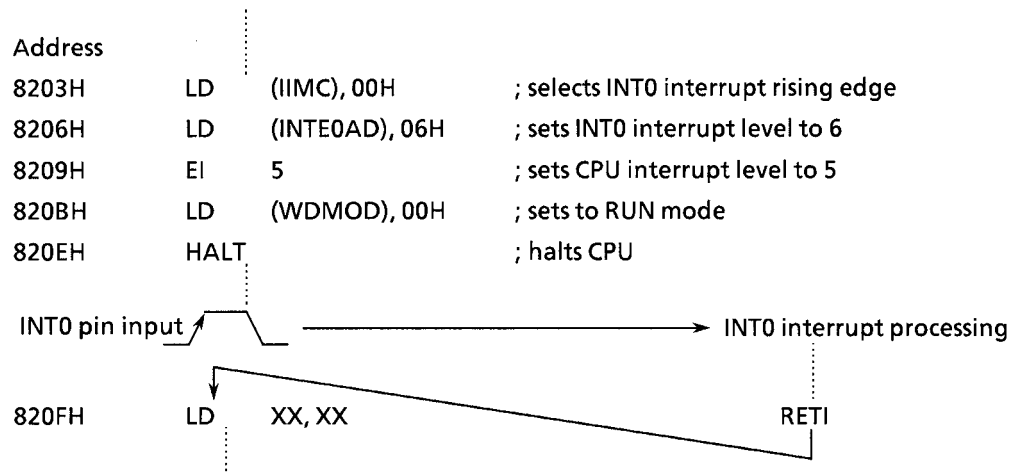 Address
8203H LD (IIMC), 00H ; selects INT0 interrupt rising edge
8206H LD (INTE0AD), 06H ; sets INT0 interrupt level to 6
8209H EI 5 ; sets CPU interrupt level to 5
820BH LD (WDMOD), 00H ; sets to RUN mode
820EH HALT ; halts CPU
INT0 pin input INT0 interrupt processing
820FH LD XX, XX RETI